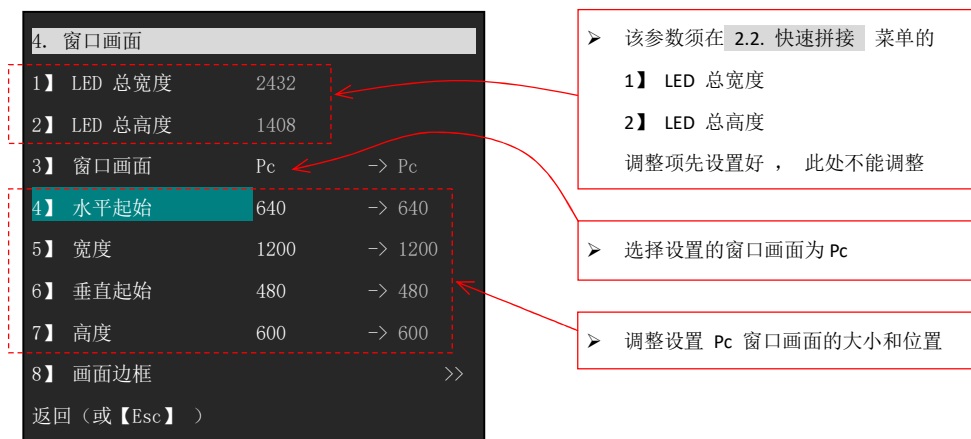 4. 窗口画面
1】 LED 总宽度 2432
2】 LED 总高度 1408
3】 窗口画面 Pc -> Pc
4】 水平起始 640 -> 640
5】 宽度 1200 -> 1200
6】 垂直起始 480 -> 480
7】 高度 600 -> 600
8】 画面边框 >>
返回（或【Esc】 ）
➢ 该参数须在 2.2. 快速拼接 菜单的
1】 LED 总宽度
2】 LED 总高度
调整项先设置好 ， 此处不能调整
➢ 选择设置的窗口画面为 Pc
➢ 调整设置 Pc 窗口画面的大小和位置